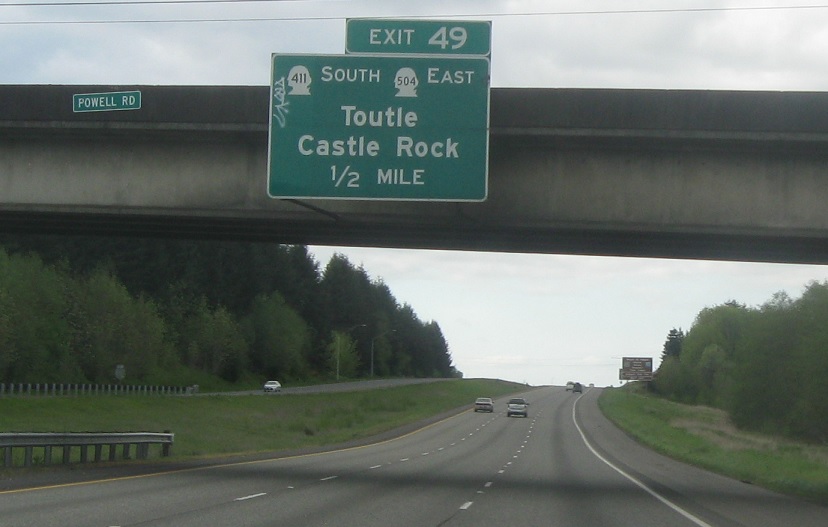 EXIT 49
411 SOUTH 504 EAST
POWELL RD
Toutle
Castle Rock
1/2 MILE